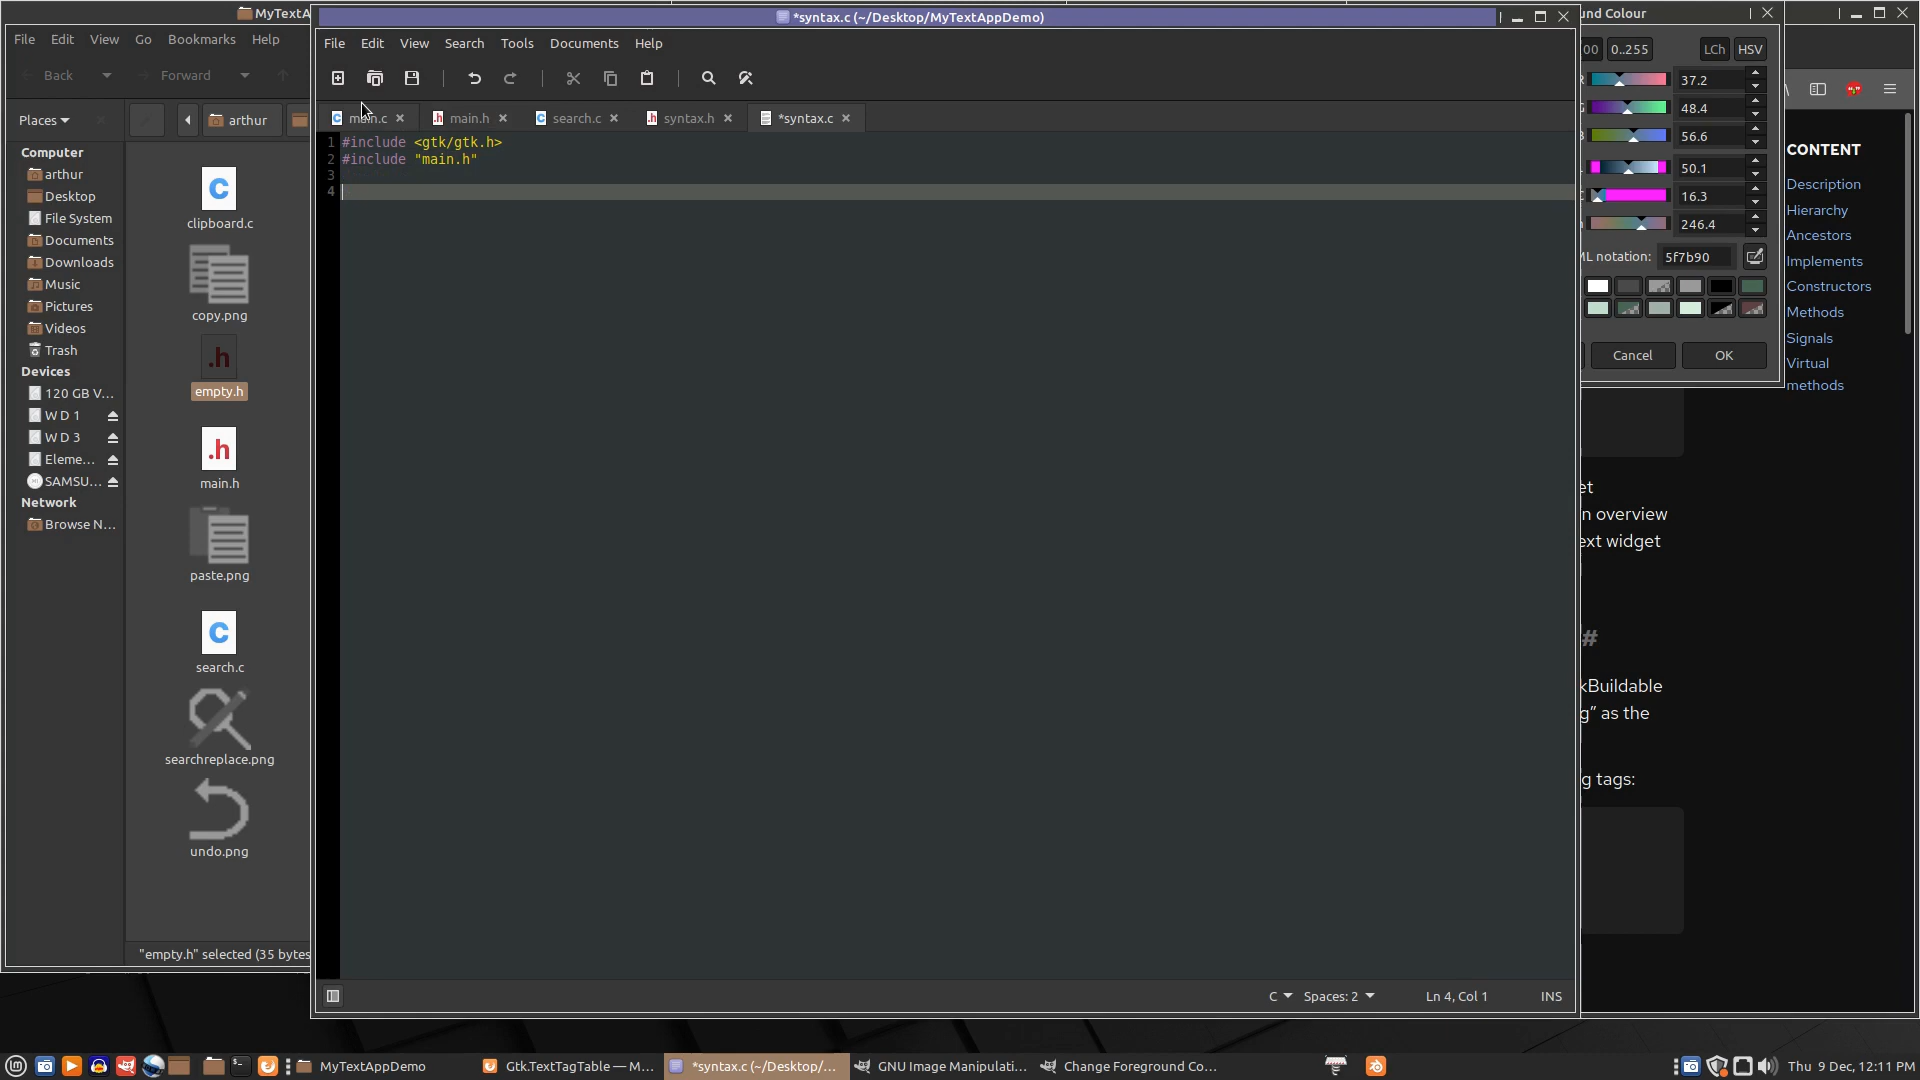 MyTextA
File Edit View Go Bookmarks Help
Back Forward
Places
arthur
Computer
arthur
Desktop
File System
Documents
Downloads
Music
Pictures
Videos
Trash
Devices
120 GB V...
W D 1
W D 3
Eleme...
SAMSU...
Network
Browse N...
clipboard.c
copy.png
.h
empty.h
.h
main.h
paste.png
C
search.c
searchreplace.png
undo.png
"empty.h" selected (35 bytes
*syntax.c (~/Desktop/MyTextAppDemo)
File Edit View Search Tools Documents Help
main.c main.h search.c syntax.h *syntax.c
1 #include <gtk/gtk.h>
2 #include "main.h"
3
4
C Spaces: 2 Ln 4, Col 1 INS
nd Colour
00 0..255 LCh HSV
37.2
48.4
56.6
50.1
16.3
246.4
ML notation: 5f7b90
Cancel OK
CONTENT
Description
Hierarchy
Ancestors
Implements
Constructors
Methods
Signals
Virtual
methods
et
n overview
ext widget
#
kBuildable
g" as the
g tags:
MyTextAppDemo Gtk.TextTagTable — M... *syntax.c (~/Desktop/... GNU Image Manipulati... Change Foreground Co... Thu 9 Dec, 12:11 PM